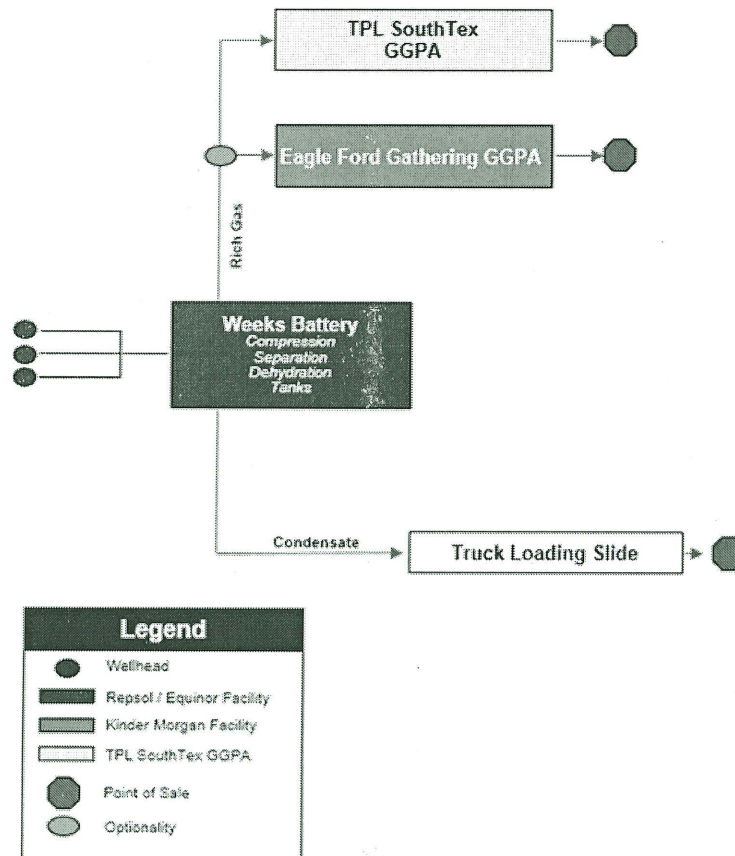 TPL SouthTex
GGPA
Eagle Ford Gathering GGPA
Rich Gas
Weeks Battery
Compression
Separation
Dehydration
Tanks
Condensate
Truck Loading Slide
Legend
Wellhead
Repsol / Equinor Facility
Kinder Morgan Facility
TPL SouthTex GGPA
Point of Sale
Optionality